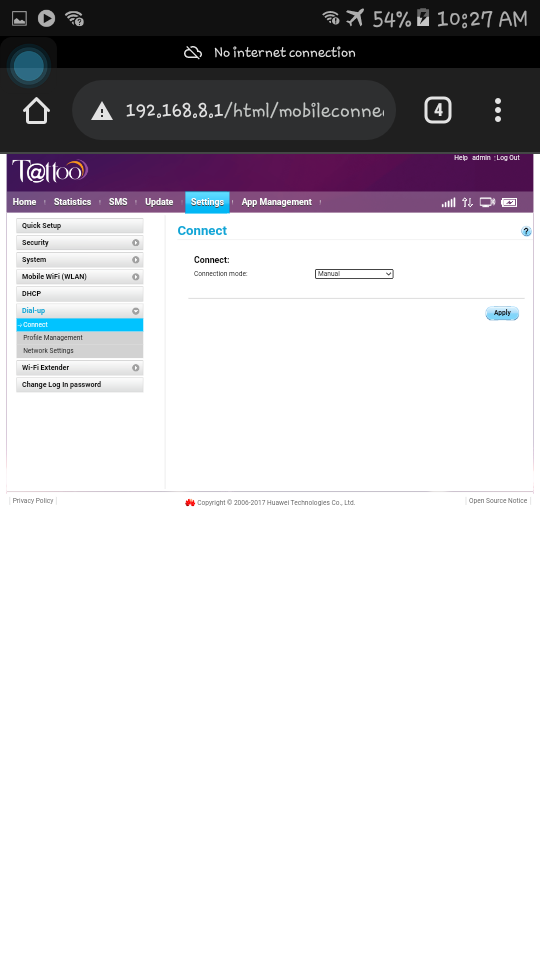 54% 10:27 AM
No internet connection
192.168.8.1/html/mobileconne
4
Help admin Log Out
T@ttoo
Home Statistics SMS Update Settings App Management
Quick Setup
Security
System
Mobile WiFi (WLAN)
DHCP
Dial-up
Connect
Profile Management
Network Settings
Wi-Fi Extender
Change Log In password
Connect
?
Connect:
Connection mode: Manual
Apply
Privacy Policy Copyright © 2006-2017 Huawei Technologies Co., Ltd. Open Source Notice